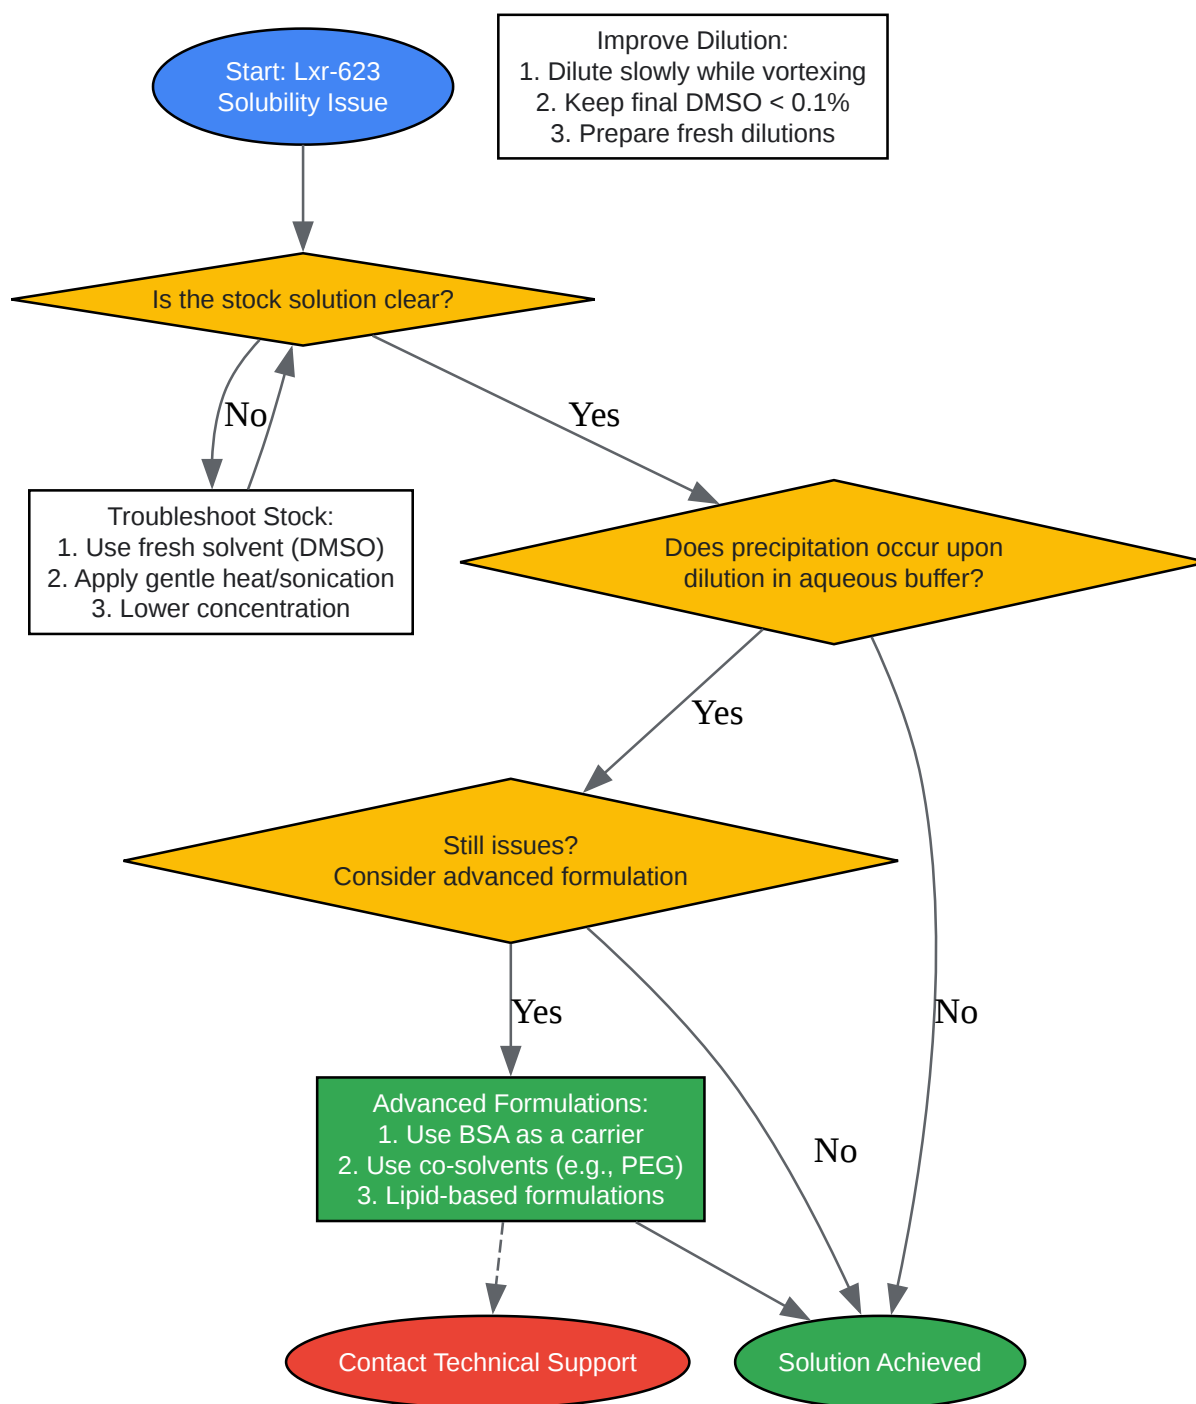 Start: Lxr-623
Solubility Issue
Improve Dilution:
1. Dilute slowly while vortexing
2. Keep final DMSO < 0.1%
3. Prepare fresh dilutions
Is the stock solution clear?
No
Yes
Troubleshoot Stock:
1. Use fresh solvent (DMSO)
2. Apply gentle heat/sonication
3. Lower concentration
Does precipitation occur upon
dilution in aqueous buffer?
Yes
Still issues?
Consider advanced formulation
Yes
No
Advanced Formulations:
1. Use BSA as a carrier
2. Use co-solvents (e.g., PEG)
3. Lipid-based formulations
No
Contact Technical Support
Solution Achieved